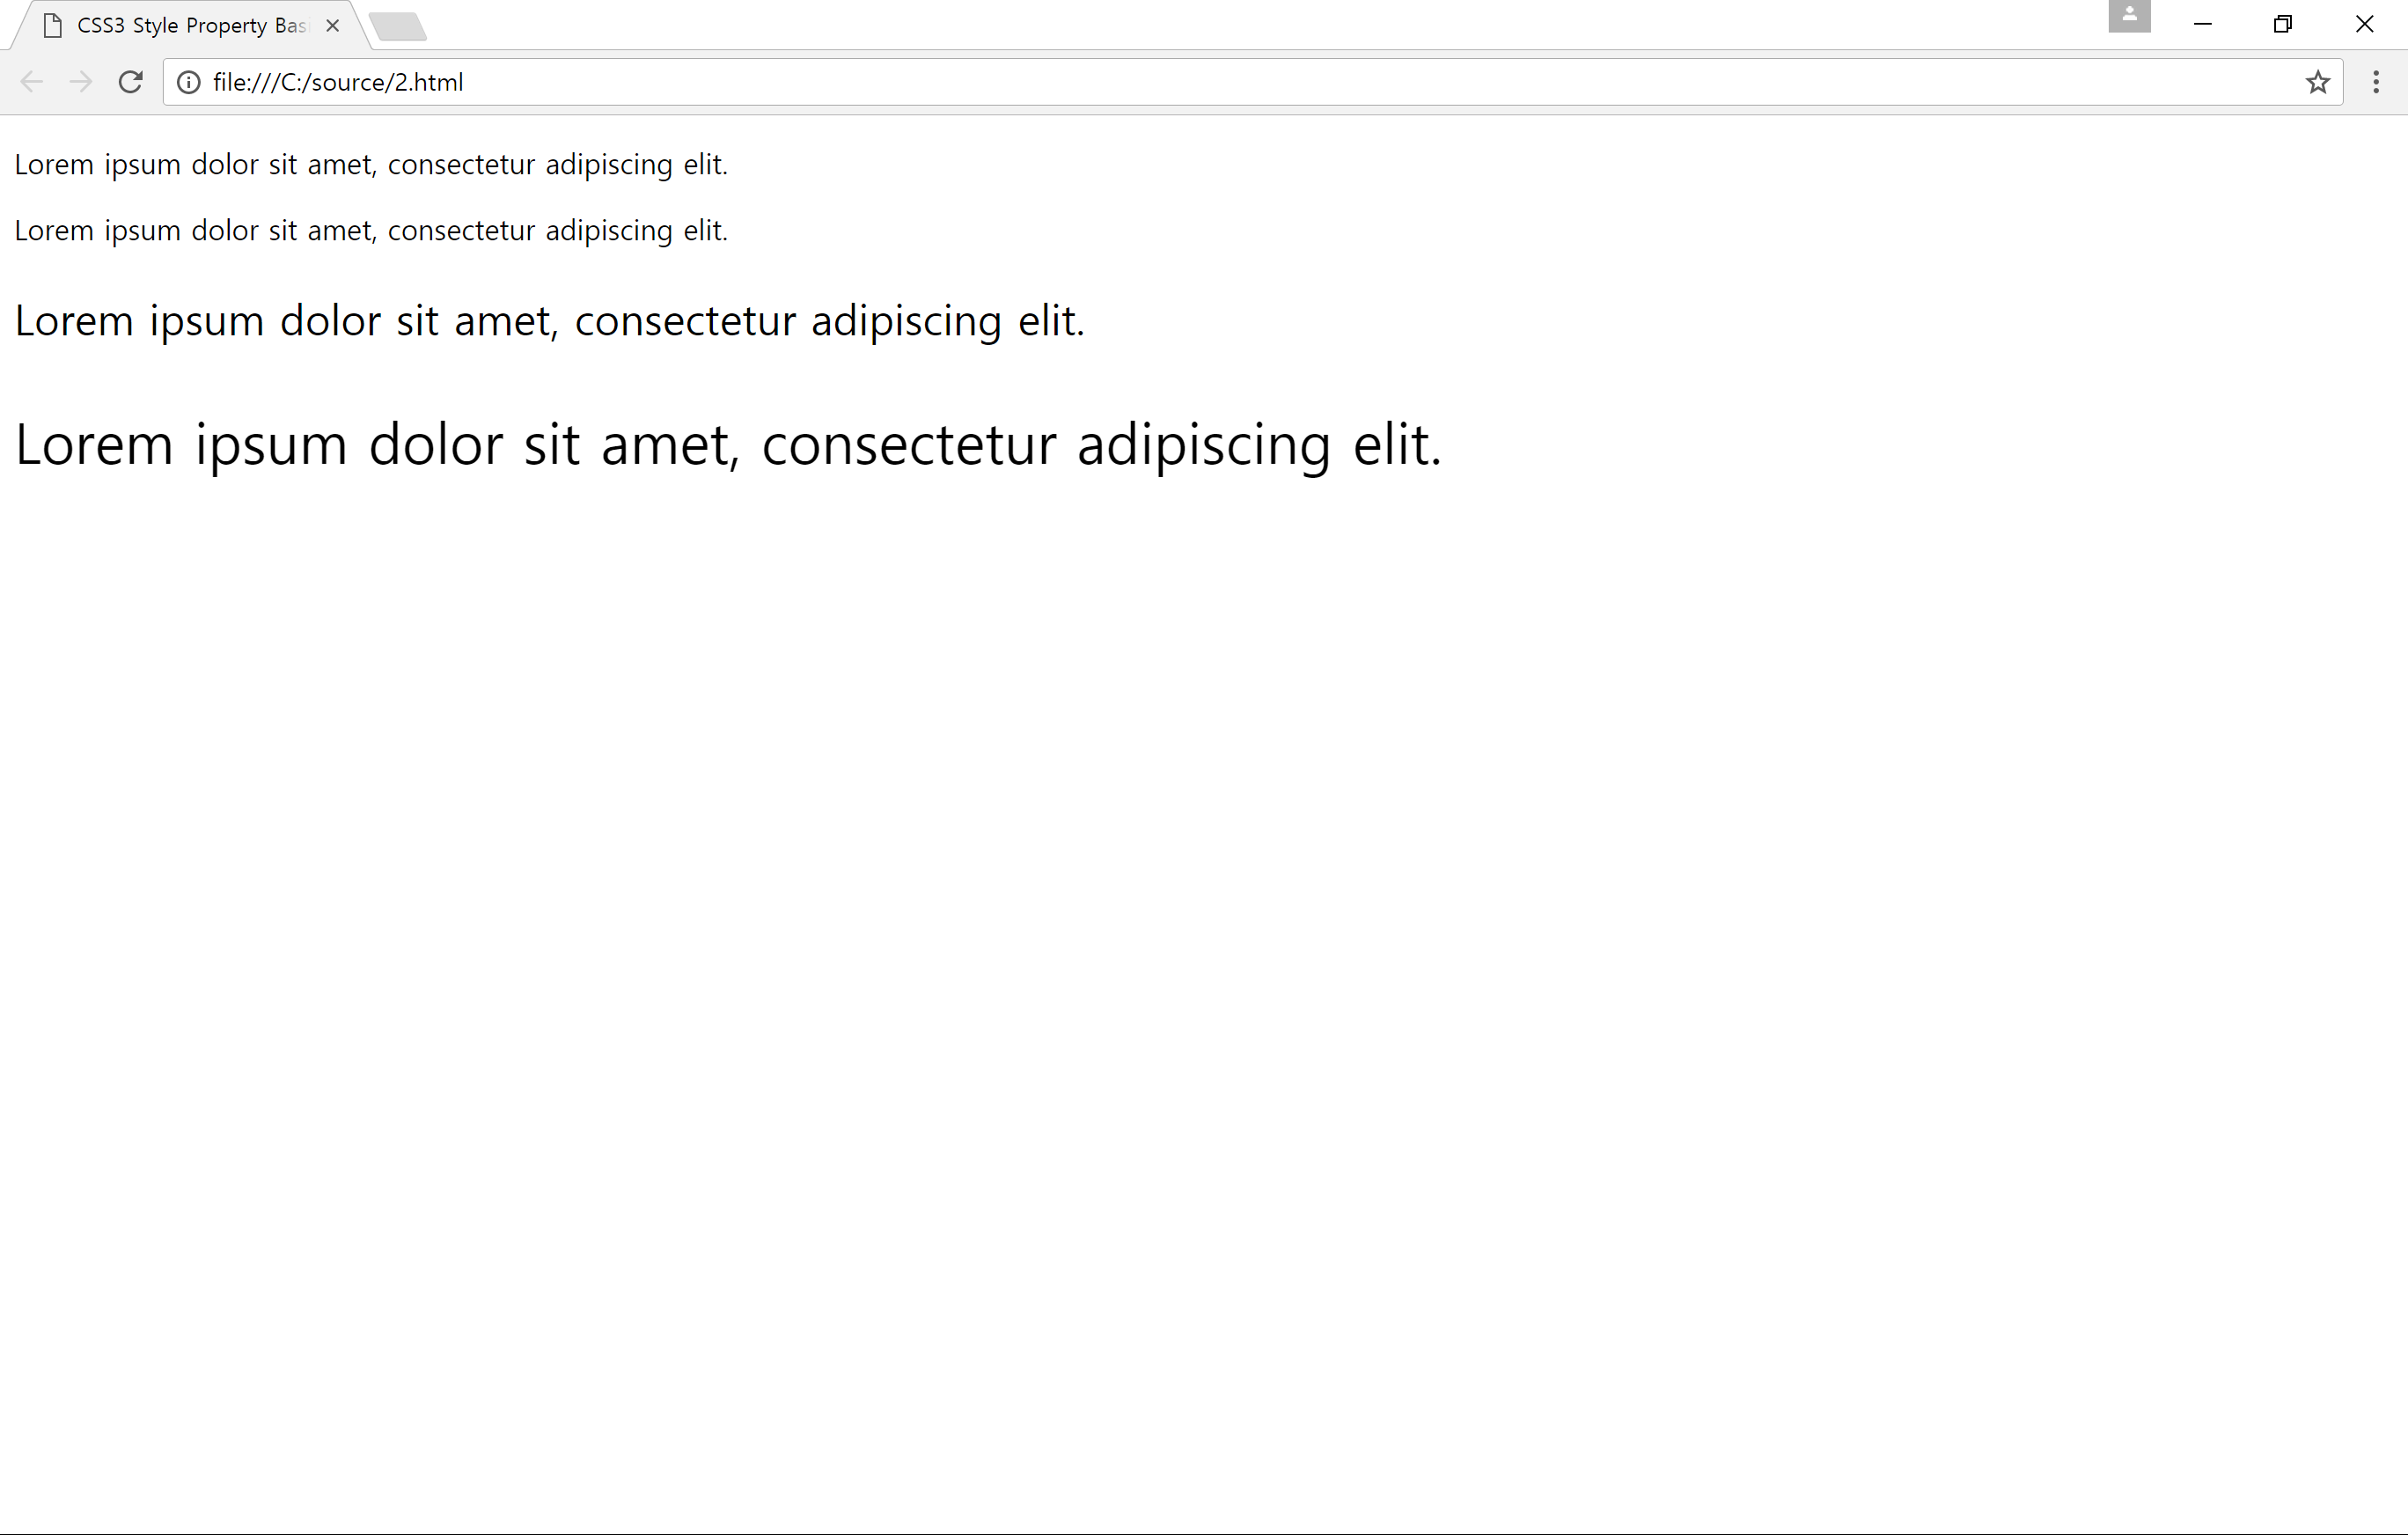 CSS3 Style Property Bas
file:///C:/source/2.html
Lorem ipsum dolor sit amet, consectetur adipiscing elit.
Lorem ipsum dolor sit amet, consectetur adipiscing elit.
Lorem ipsum dolor sit amet, consectetur adipiscing elit.
Lorem ipsum dolor sit amet, consectetur adipiscing elit.